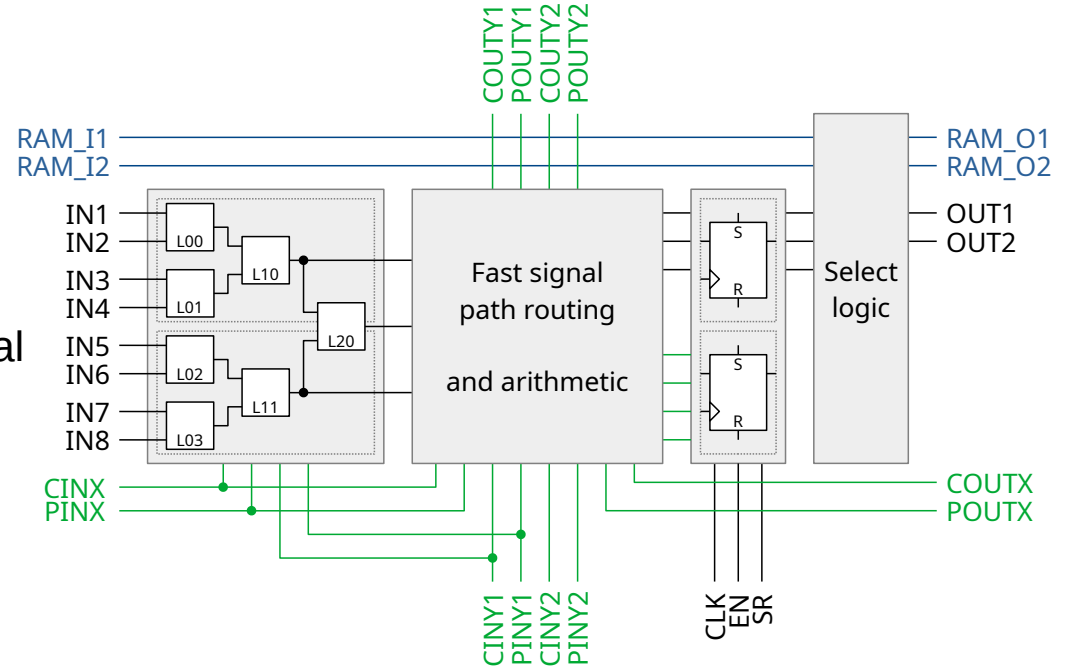 COUTY1
POUTY1
COUTY2
POUTY2
RAM_I1
RAM_I2
RAM_O1
RAM_O2
IN1
IN2
IN3
IN4
al
IN5
IN6
IN7
IN8
L00
L01
L10
L20
L02
L03
L11
Fast signal
path routing
and arithmetic
S
R
S
R
Select
logic
OUT1
OUT2
CINX
PINX
COUTX
POUTX
CINY1
PINY1
CINY2
PINY2
CLK
EN
SR